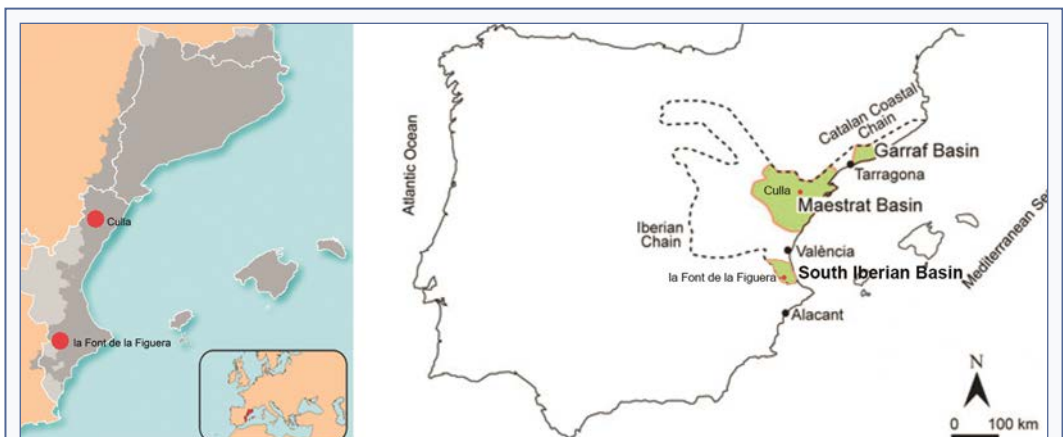 Culla
la Font de la Figuera
Atlantic Ocean
Catalan Coastal
Chain
Garraf Basin
Tarragona
Culla
Maestrat Basin
Iberian
Chain
València
la Font de la Figuera
South Iberian Basin
Alacant
Mediterranean
N
0 100 km